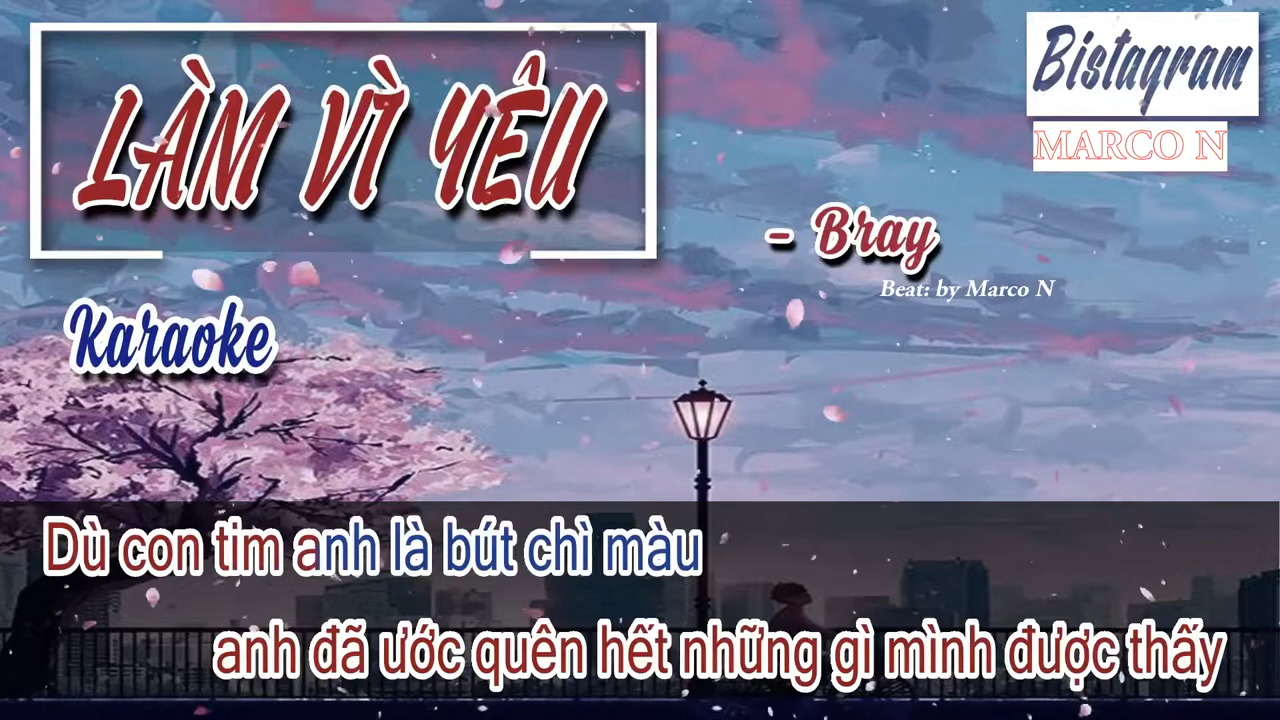 LÀM VÌ YÊU
Bistagram
MARCO N
- Bray
Beat: by Marco N
Karaoke
Dù con tim anh là bút chì màu
anh đã ước quên hết những gì mình được thấy